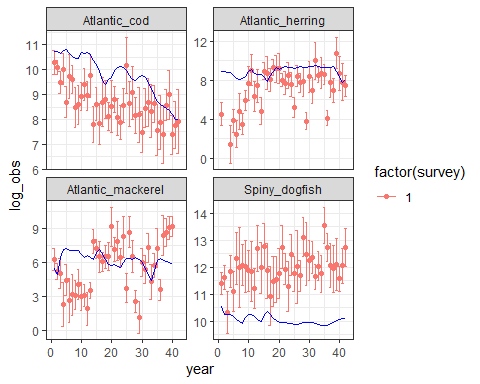 Atlantic_cod
Atlantic_herring
11
10
9
8
7
6
12
8
4
0
Atlantic_mackerel
Spiny_dogfish
9
6
3
0
14
13
12
11
10
0 10 20 30 40
0 10 20 30 40
year
log_obs
factor(survey)
1